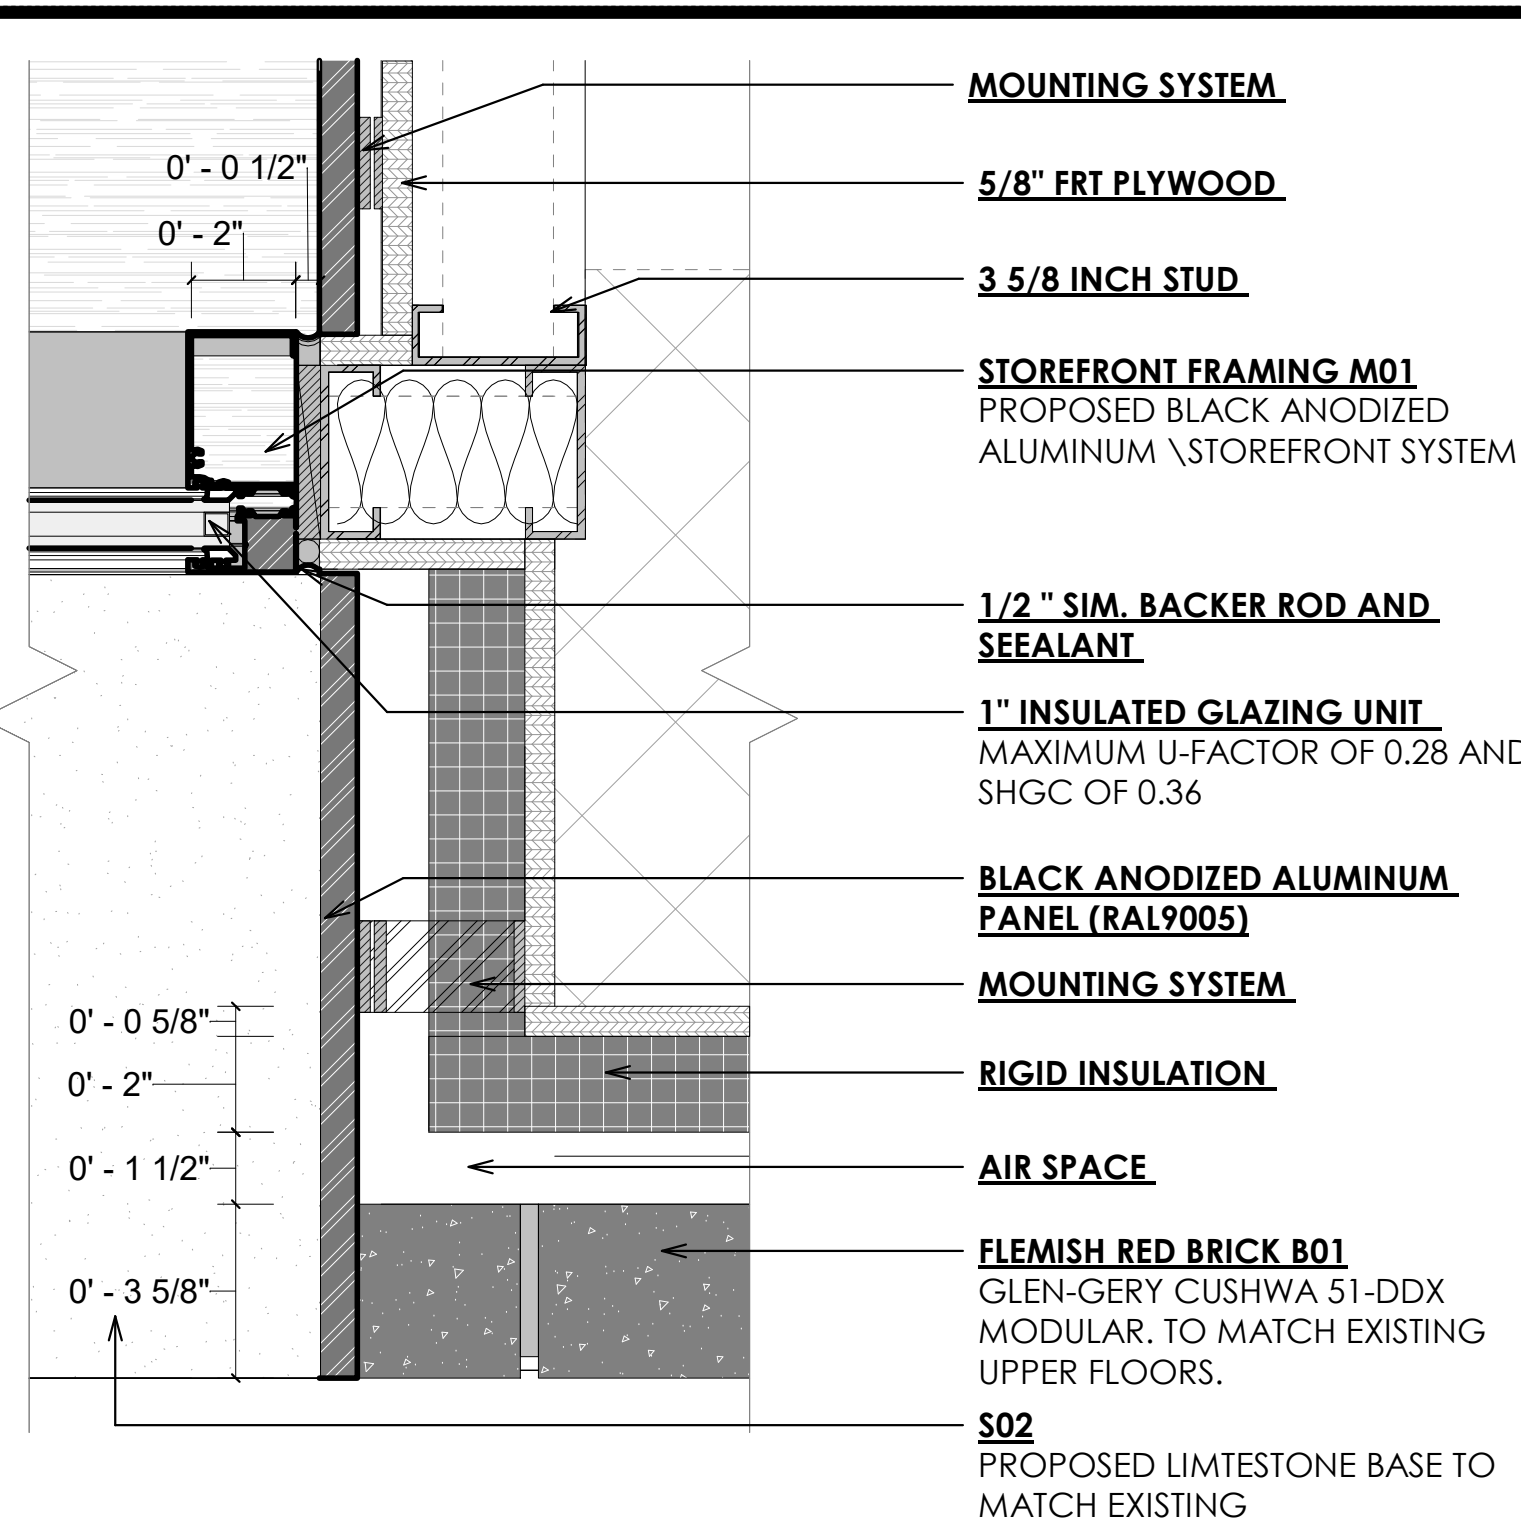 MOUNTING SYSTEM
5/8" FRT PLYWOOD
3 5/8 INCH STUD
STOREFRONT FRAMING M01
PROPOSED BLACK ANODIZED
ALUMINUM \STOREFRONT SYSTEM
1/2 " SIM. BACKER ROD AND
SEEALANT
1" INSULATED GLAZING UNIT
MAXIMUM U-FACTOR OF 0.28 AND
SHGC OF 0.36
BLACK ANODIZED ALUMINUM
PANEL (RAL9005)
MOUNTING SYSTEM
RIGID INSULATION
AIR SPACE
FLEMISH RED BRICK B01
GLEN-GERY CUSHWA 51-DDX
MODULAR. TO MATCH EXISTING
UPPER FLOORS.
S02
PROPOSED LIMTESTONE BASE TO
MATCH EXISTING
0' - 0 1/2"
0' - 2"
0' - 0 5/8"
0' - 2"
0' - 1 1/2"
0' - 3 5/8"